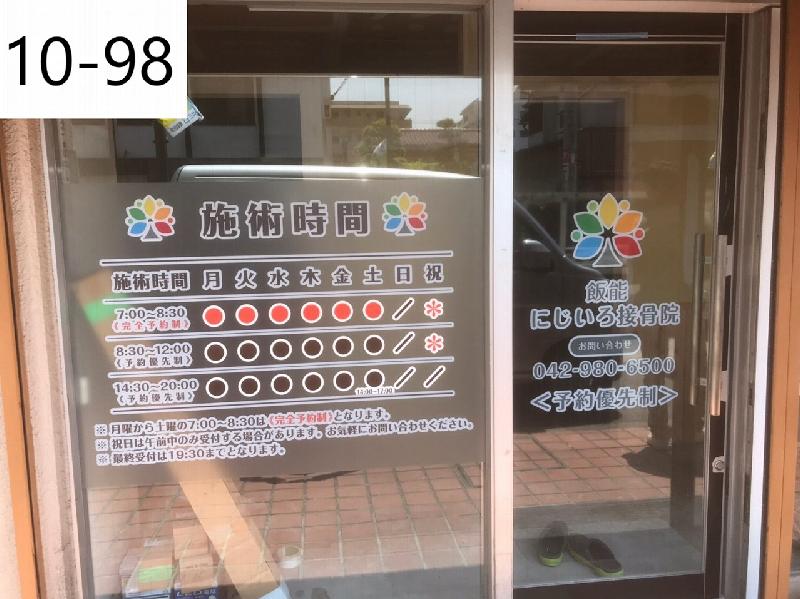 10-98
施術時間
施術時間 月 火 水 木 金 土 日 祝
7:00~8:30 ● ● ● ● ● ● / *
《完全予約制》
8:30~12:00 ● ● ● ● ● ● / *
《予約優先制》
14:30~20:00 ● ● ● ● ● ● / /
《予約優先制》
14:00~17:00
※ 月曜から土曜の7:00~8:30は《完全予約制》となります。
※ 祝日は午前中のみ受付する場合があります。お気軽にお問い合わせください。
※ 最終受付は19:30までとなります。
飯能
にじいろ接骨院
お問い合わせ
042-980-6500
<予約優先制>